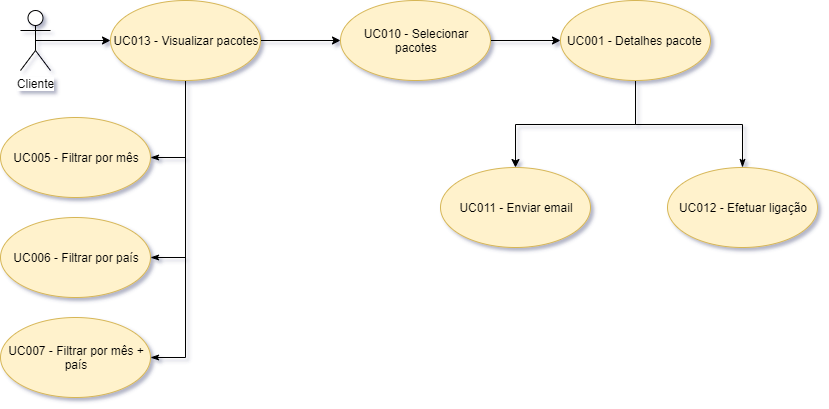 Cliente
UC013 - Visualizar pacotes
UC010 - Selecionar
pacotes
UC001 - Detalhes pacote
UC005 - Filtrar por mês
UC006 - Filtrar por país
UC007 - Filtrar por mês +
país
UC011 - Enviar email
UC012 - Efetuar ligação